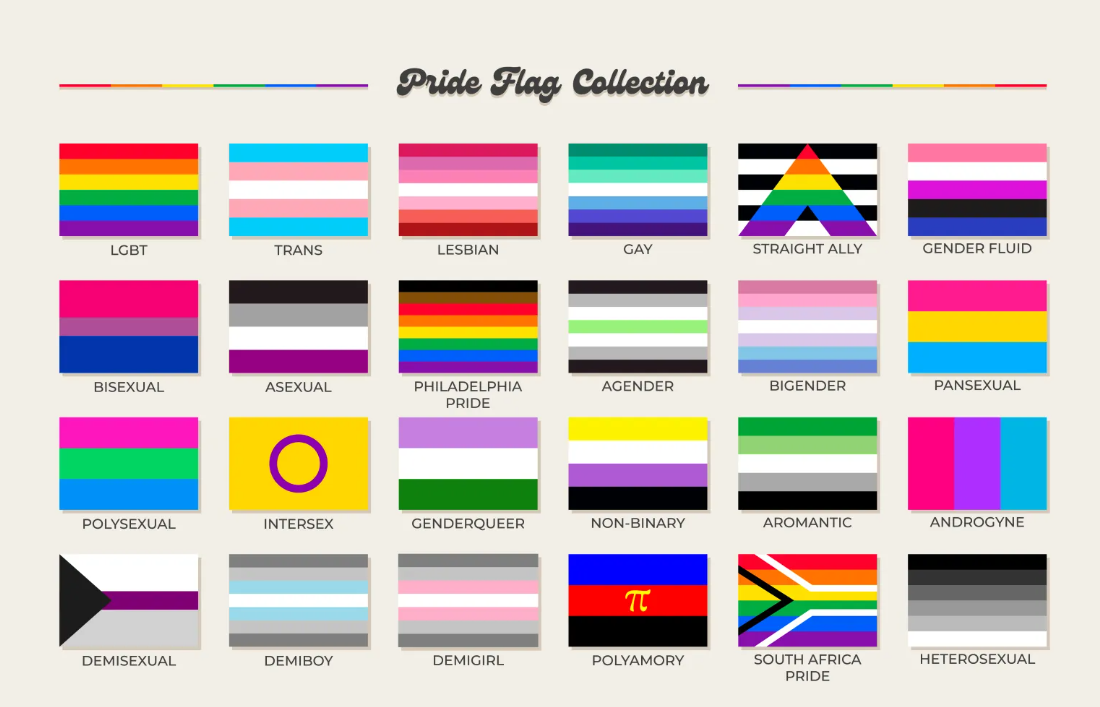 Pride Flag Collection
LGBT
TRANS
LESBIAN
GAY
STRAIGHT ALLY
GENDER FLUID
BISEXUAL
ASEXUAL
PHILADELPHIA
PRIDE
AGENDER
BIGENDER
PANSEXUAL
POLYSEXUAL
INTERSEX
GENDERQUEER
NON-BINARY
AROMANTIC
ANDROGYNE
π
DEMISEXUAL
DEMIBOY
DEMIGIRL
POLYAMORY
SOUTH AFRICA
PRIDE
HETEROSEXUAL